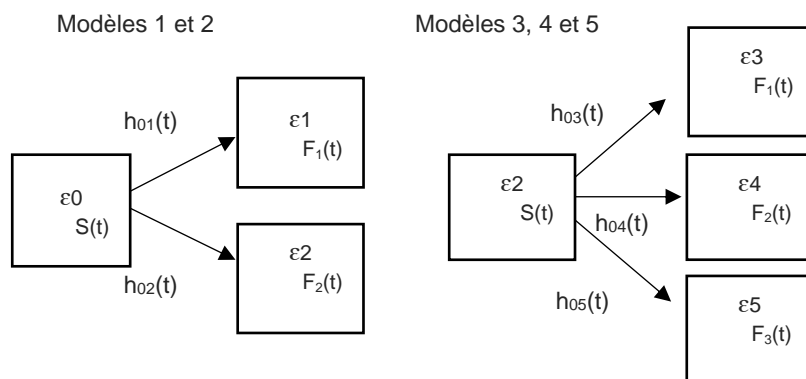 Modèles 1 et 2
ε1
F₁(t)
h₀₁(t)
ε0
S(t)
ε2
F₂(t)
h₀₂(t)
Modèles 3, 4 et 5
ε3
F₁(t)
h₀₃(t)
ε2
S(t)
ε4
F₂(t)
h₀₄(t)
h₀₅(t)
ε5
F₃(t)